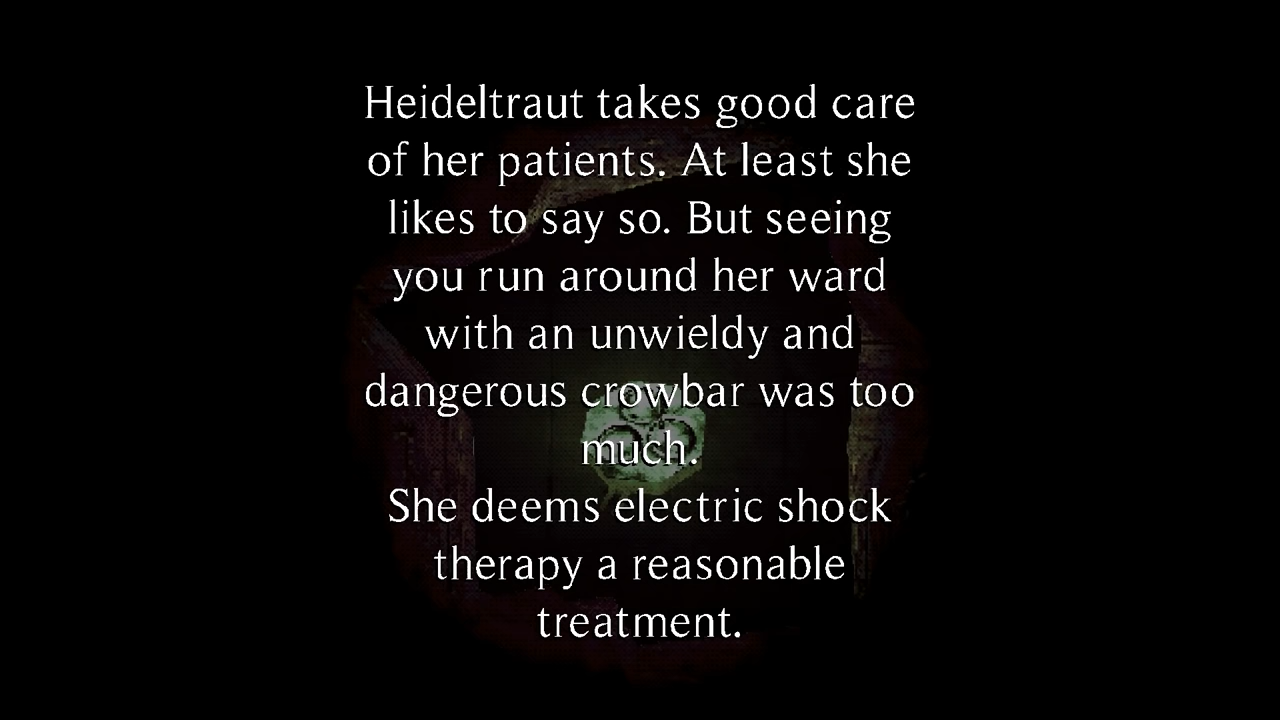 Heideltraut takes good care
of her patients. At least she
likes to say so. But seeing
you run around her ward
with an unwieldy and
dangerous crowbar was too
much.
She deems electric shock
therapy a reasonable
treatment.